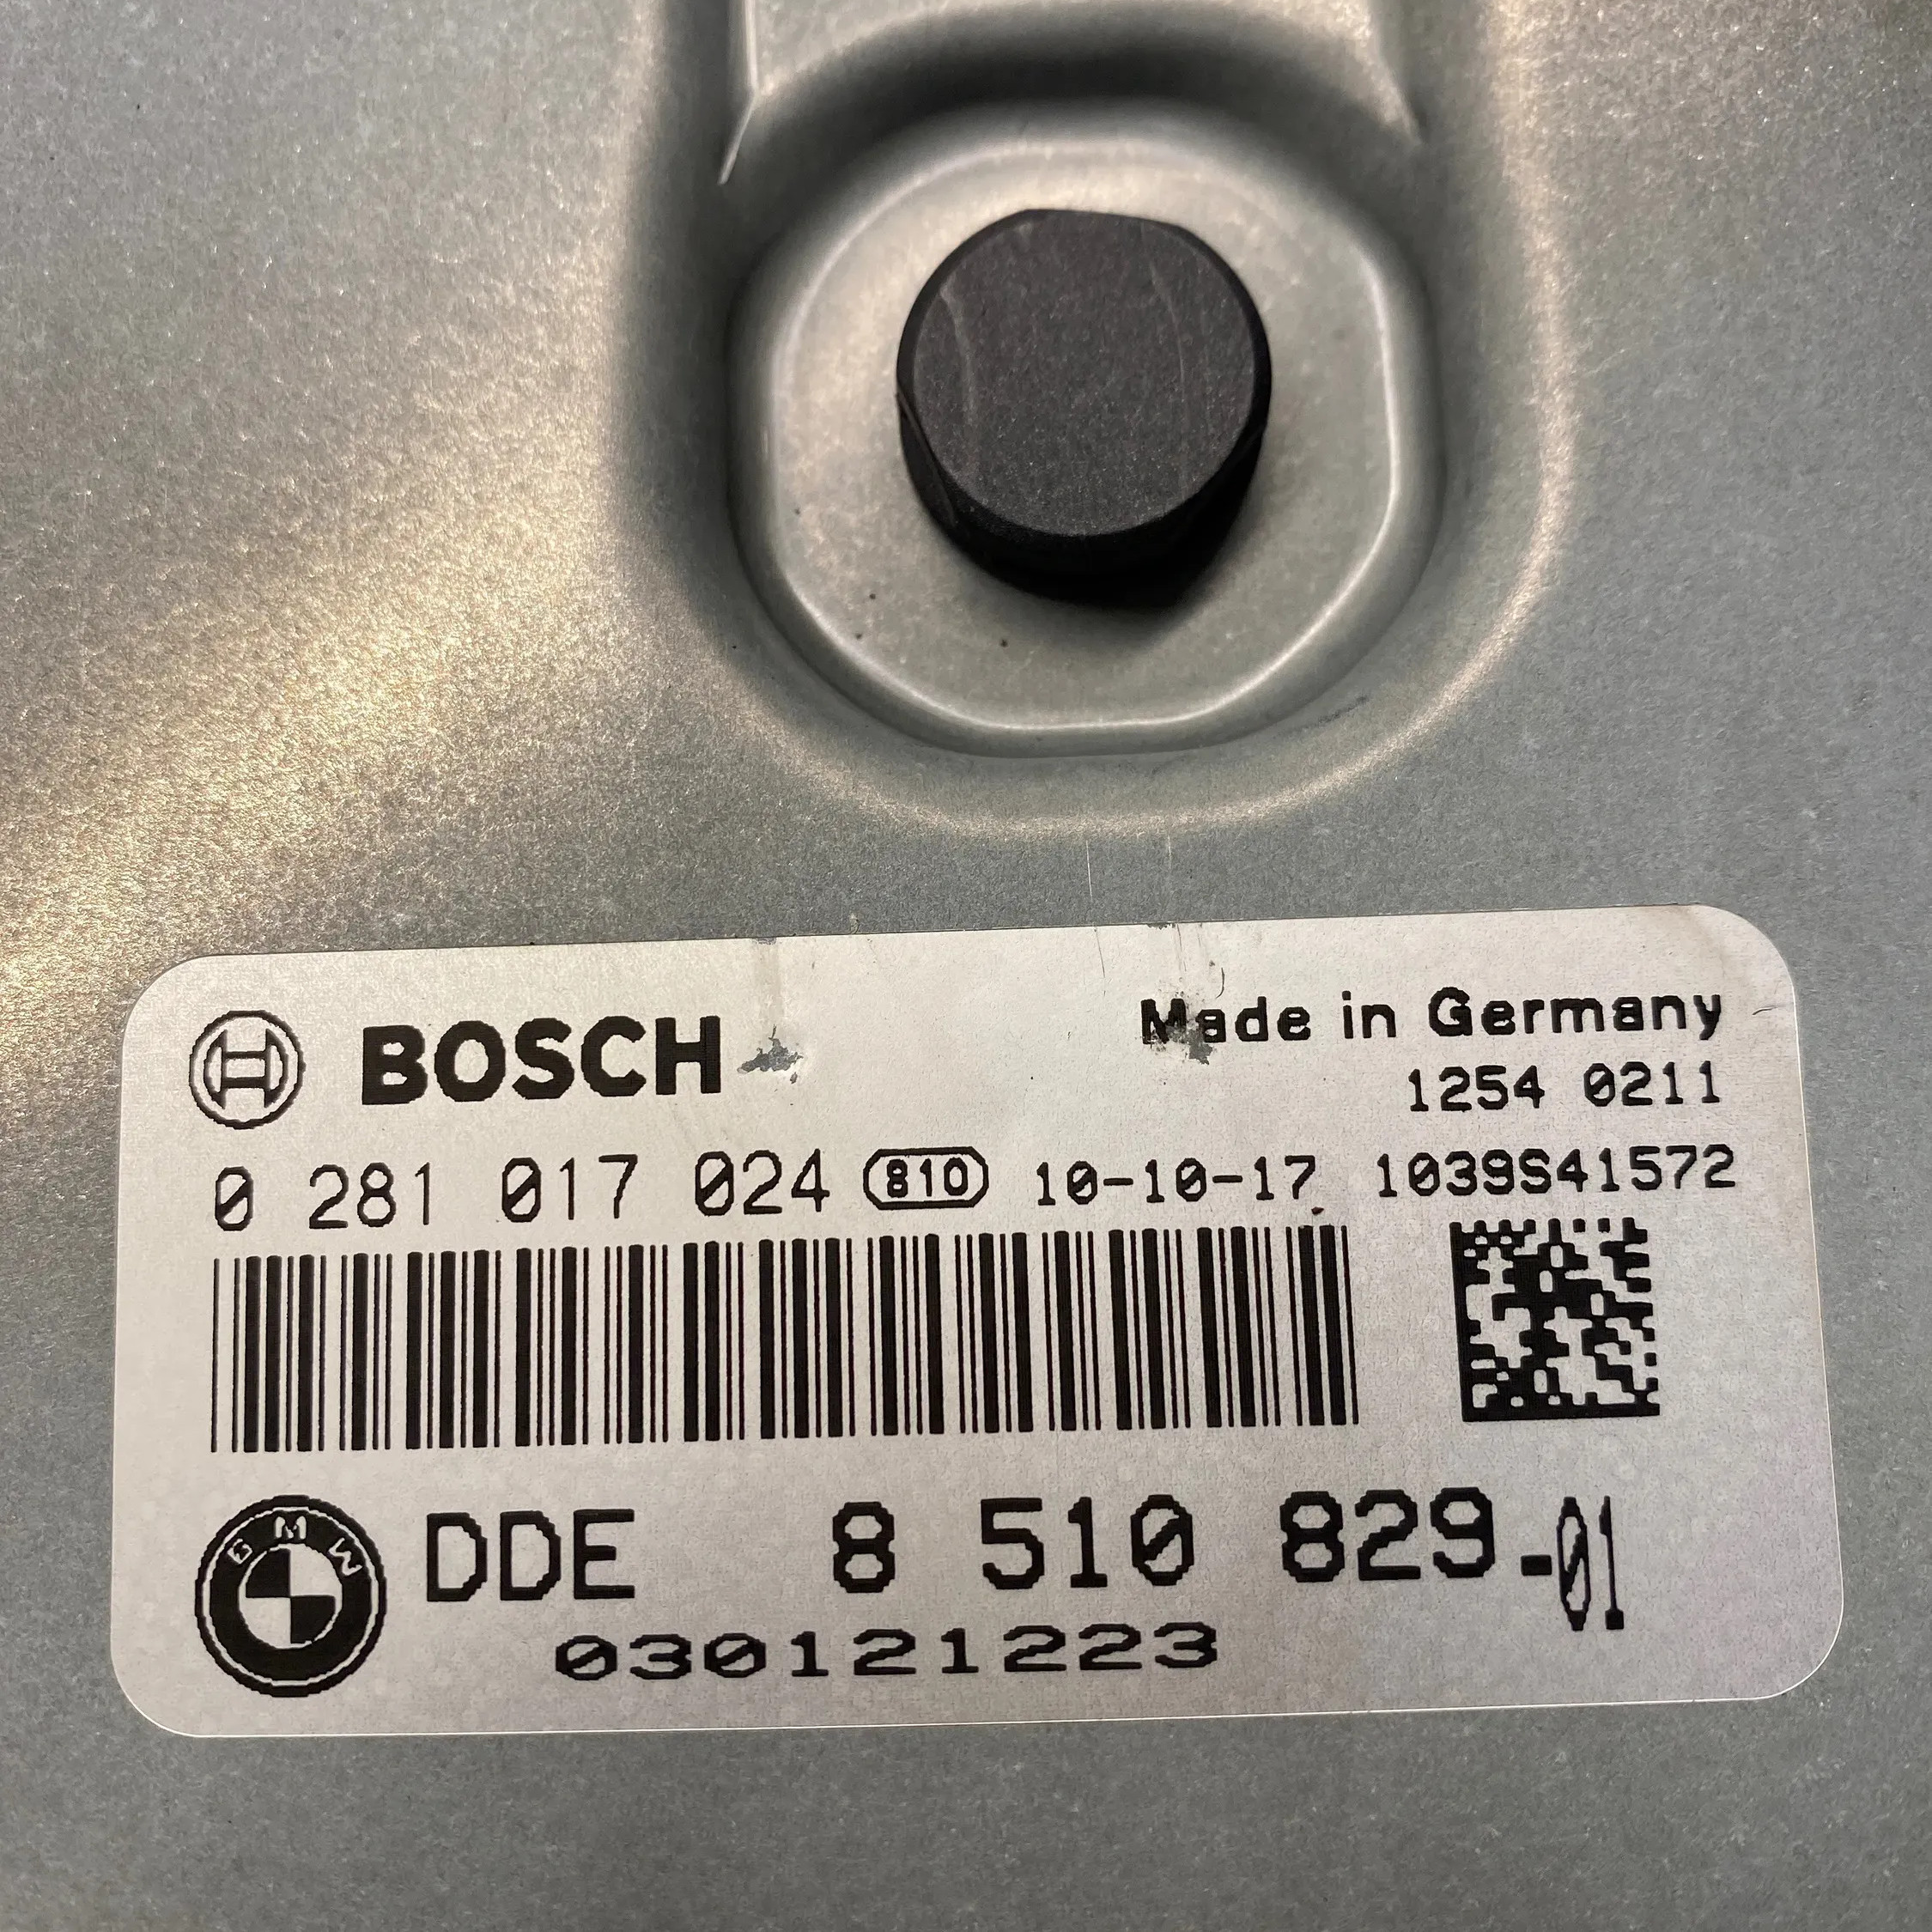 BOSCH
Made in Germany
1254 0211
0 281 017 024 810 10-10-17 1039S41572
BMW
DDE 8 510 829-01
030121223